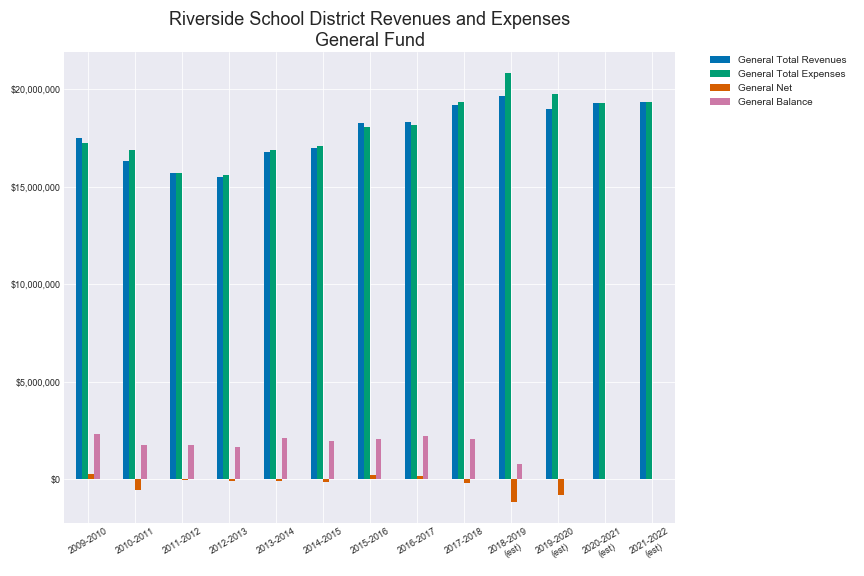 Riverside School District Revenues and Expenses
General Fund
General Total Revenues
General Total Expenses
General Net
General Balance
$20,000,000
$15,000,000
$10,000,000
$5,000,000
$0
2009-2010
2010-2011
2011-2012
2012-2013
2013-2014
2014-2015
2015-2016
2016-2017
2017-2018
2018-2019
(est)
2019-2020
(est)
2020-2021
(est)
2021-2022
(est)